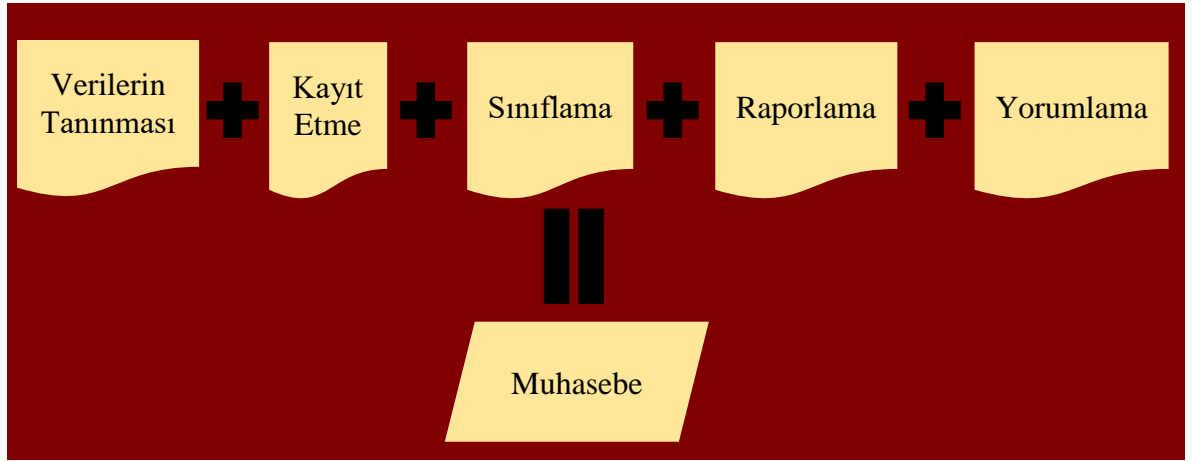 Verilerin
Tanınması
Kayıt
Etme
Sınıflama
Raporlama
Yorumlama
Muhasebe